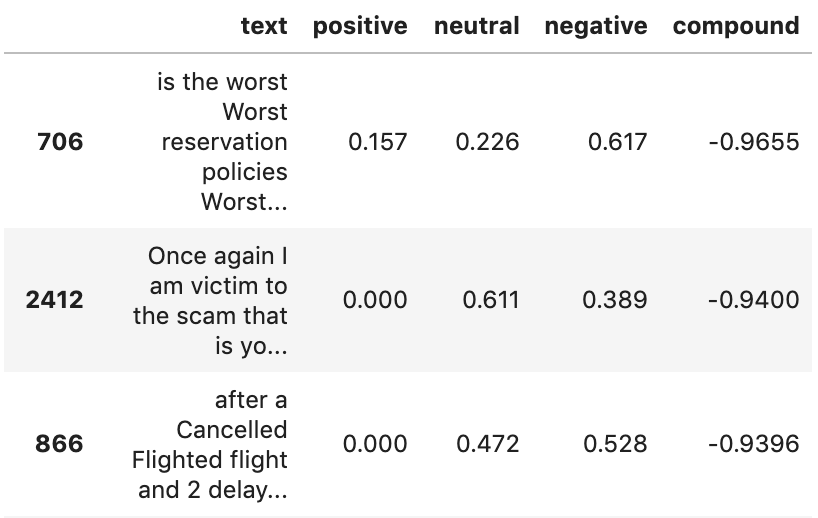 text positive neutral negative compound
is the worst
Worst
706 reservation 0.157 0.226 0.617 -0.9655
policies
Worst...
Once again I
am victim to
2412 the scam that 0.000 0.611 0.389 -0.9400
is yo...
after a
Cancelled
866 Flighted flight 0.000 0.472 0.528 -0.9396
and 2 delay...